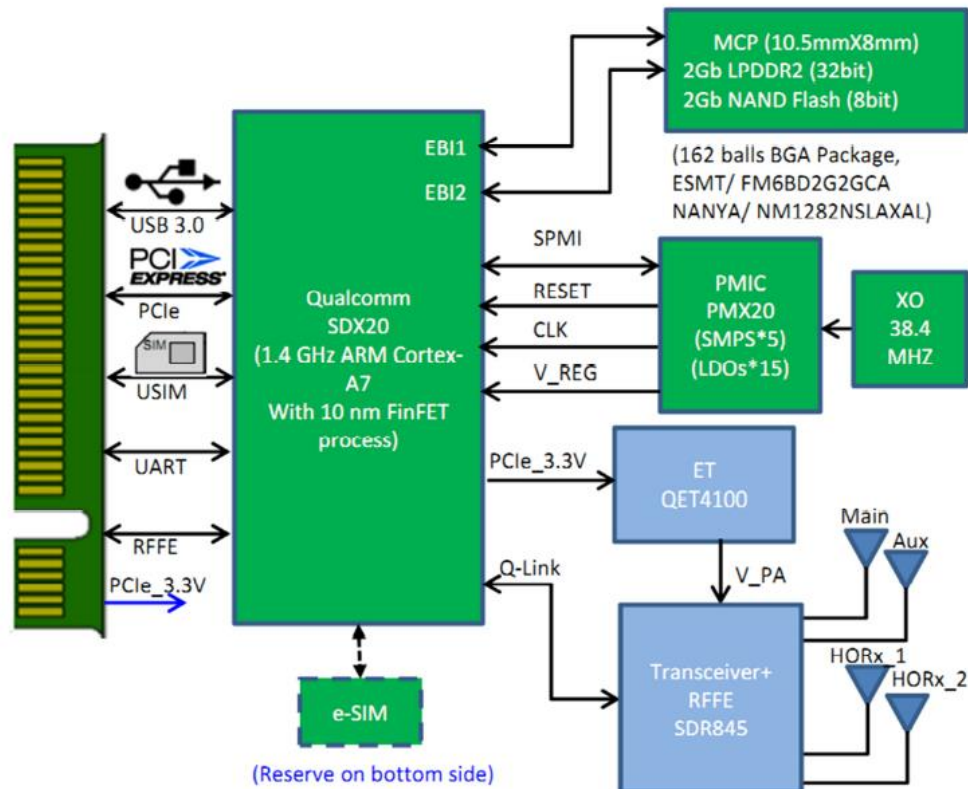 MCP (10.5mmX8mm)
2Gb LPDDR2 (32bit)
2Gb NAND Flash (8bit)
(162 balls BGA Package,
ESMT/ FM6BD2G2GCA
NANYA/ NM1282NSLAXAL)
EBI1
EBI2
USB 3.0
PCI
EXPRESS®
PCIe
SIM
USIM
UART
RFFE
PCIe_3.3V
Qualcomm
SDX20
(1.4 GHz ARM Cortex-
A7
With 10 nm FinFET
process)
SPMI
RESET
CLK
V_REG
PMIC
PMX20
(SMPS*5)
(LDOs*15)
XO
38.4
MHZ
PCIe_3.3V
ET
QET4100
V_PA
Q-Link
Main
Aux
HORx_1
HORx_2
Transceiver+
RFFE
SDR845
e-SIM
(Reserve on bottom side)